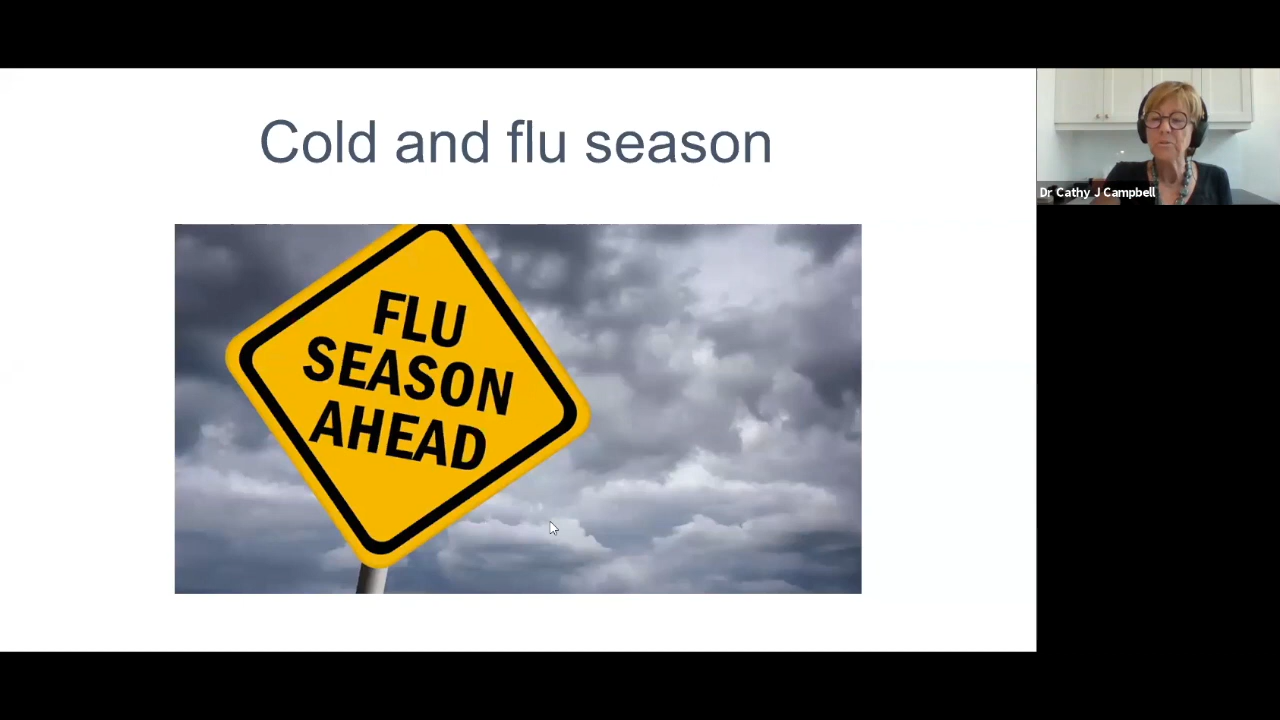 Cold and flu season
FLU
SEASON
AHEAD
Dr Cathy J Campbell